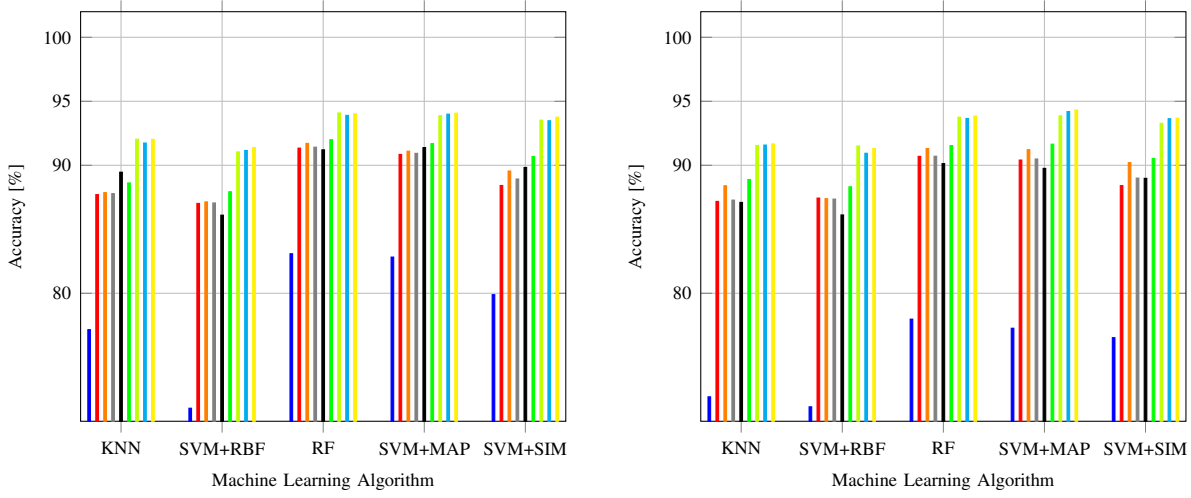 100
95
90
80
Accuracy [%]
KNN SVM+RBF RF SVM+MAP SVM+SIM
Machine Learning Algorithm
100
95
90
80
Accuracy [%]
KNN SVM+RBF RF SVM+MAP SVM+SIM
Machine Learning Algorithm